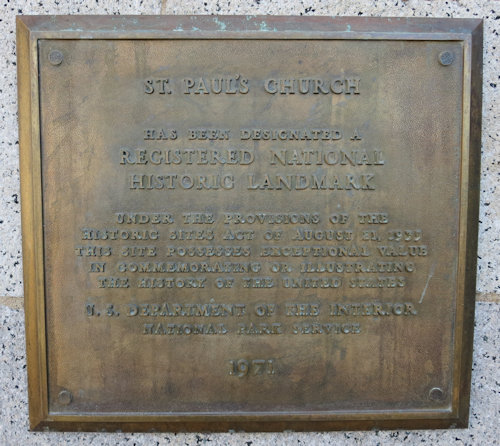 ST. PAUL'S CHURCH
HAS BEEN DESIGNATED A
REGISTERED NATIONAL
HISTORIC LANDMARK
UNDER THE PROVISIONS OF THE
HISTORIC SITES ACT OF AUGUST 21, 1935
THIS SITE POSSESSES EXCEPTIONAL VALUE
IN COMMEMORATING OR ILLUSTRATING
THE HISTORY OF THE UNITED STATES
U. S. DEPARTMENT OF THE INTERIOR
NATIONAL PARK SERVICE
1971